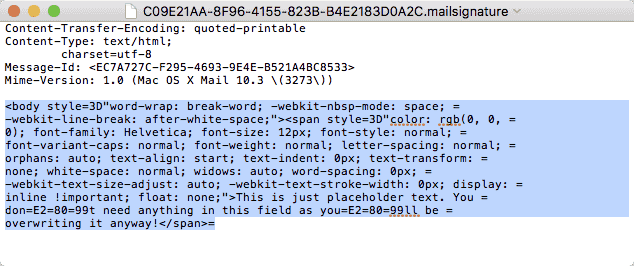 C09E21AA-8F96-4155-823B-B4E2183D0A2C.mailsignature
Content-Transfer-Encoding: quoted-printable
Content-Type: text/html;
charset=utf-8
Message-Id: <EC7A727C-F295-4693-9E4E-B521A4BC8533>
Mime-Version: 1.0 (Mac OS X Mail 10.3 \(3273\))
<body style=3D"word-wrap: break-word; -webkit-nbsp-mode: space; =
-webkit-line-break: after-white-space;"><span style=3D"color: rgb(0, 0, =
0); font-family: Helvetica; font-size: 12px; font-style: normal; =
font-variant-caps: normal; font-weight: normal; letter-spacing: normal; =
orphans: auto; text-align: start; text-indent: 0px; text-transform: =
none; white-space: normal; widows: auto; word-spacing: 0px; =
-webkit-text-size-adjust: auto; -webkit-text-stroke-width: 0px; display: =
inline !important; float: none;">This is just placeholder text. You =
don=E2=80=99t need anything in this field as you=E2=80=99ll be =
overwriting it anyway!</span>=